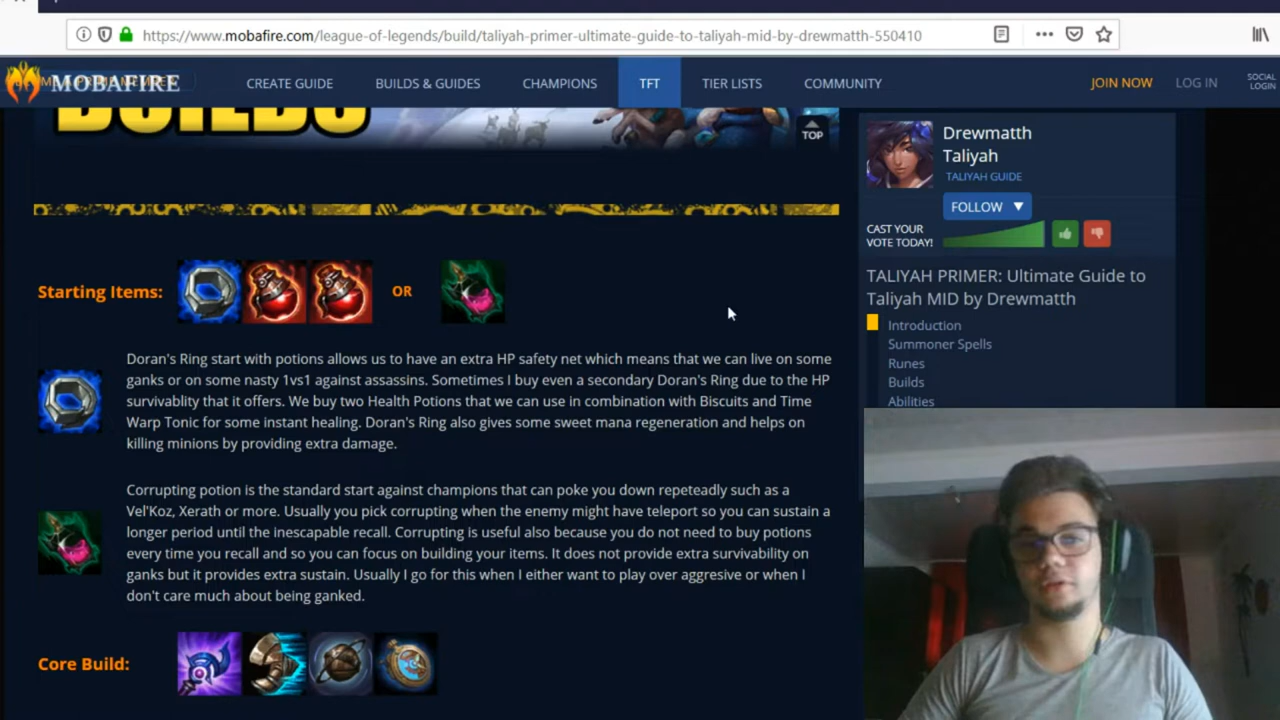 https://www.mobafire.com/league-of-legends/build/taliyah-primer-ultimate-guide-to-taliyah-mid-by-drewmatth-550410
MOBAFIRE
CREATE GUIDE
BUILDS & GUIDES
CHAMPIONS
TFT
TIER LISTS
COMMUNITY
JOIN NOW
LOG IN
SOCIAL
LOGIN
BUILDS
TOP
Drewmatth
Taliyah
TALIYAH GUIDE
FOLLOW
CAST YOUR
VOTE TODAY!
TALIYAH PRIMER: Ultimate Guide to
Taliyah MID by Drewmatth
Introduction
Summoner Spells
Runes
Builds
Abilities
Starting Items:
OR
Doran's Ring start with potions allows us to have an extra HP safety net which means that we can live on some
ganks or on some nasty 1vs1 against assassins. Sometimes I buy even a secondary Doran's Ring due to the HP
survivablity that it offers. We buy two Health Potions that we can use in combination with Biscuits and Time
Warp Tonic for some instant healing. Doran's Ring also gives some sweet mana regeneration and helps on
killing minions by providing extra damage.
Corrupting potion is the standard start against champions that can poke you down repeteadly such as a
Vel'Koz, Xerath or more. Usually you pick corrupting when the enemy might have teleport so you can sustain a
longer period until the inescapable recall. Corrupting is useful also because you do not need to buy potions
every time you recall and so you can focus on building your items. It does not provide extra survivability on
ganks but it provides extra sustain. Usually I go for this when I either want to play over aggresive or when I
don't care much about being ganked.
Core Build: